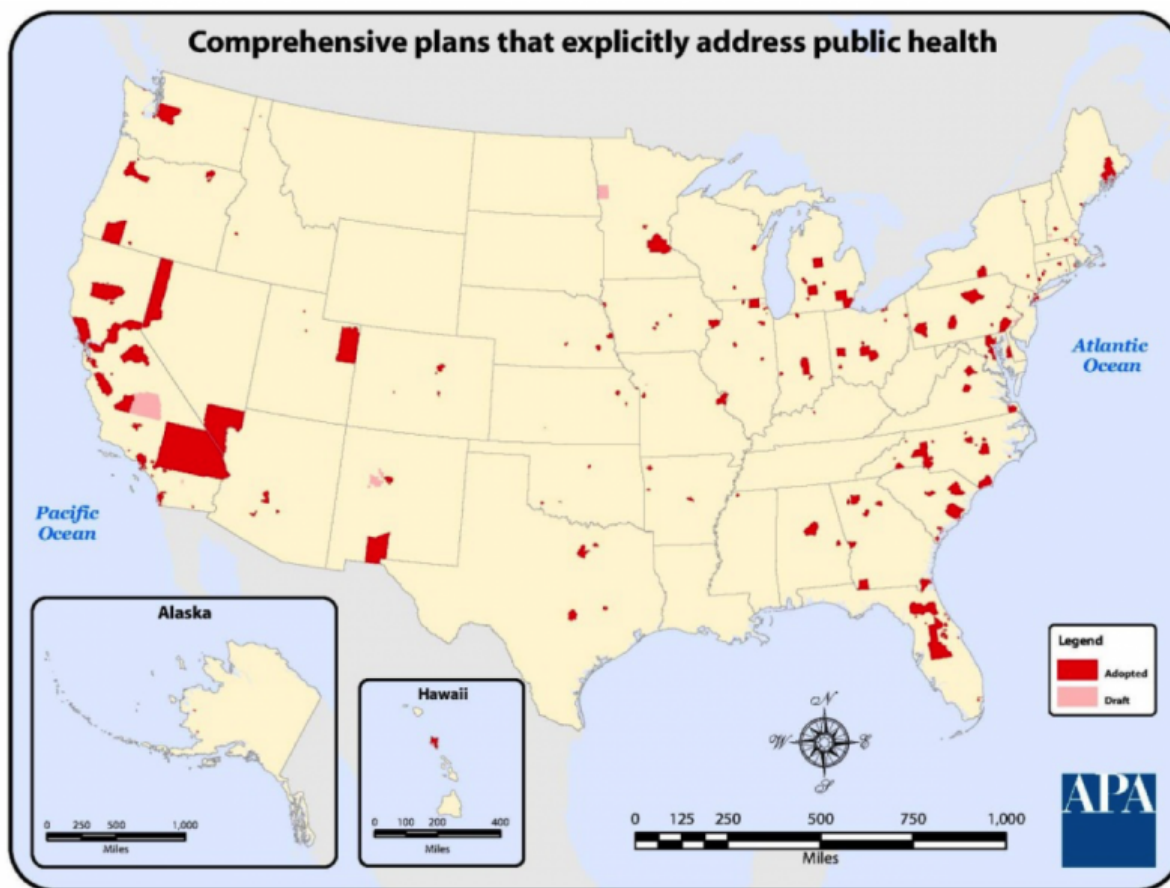 Comprehensive plans that explicitly address public health
Atlantic
Ocean
Pacific
Ocean
Alaska
0 250 500 1,000
Miles
Hawaii
0 100 200 400
Miles
Legend
Adopted
Draft
N
W E
S
0 125 250 500 750 1,000
Miles
APA